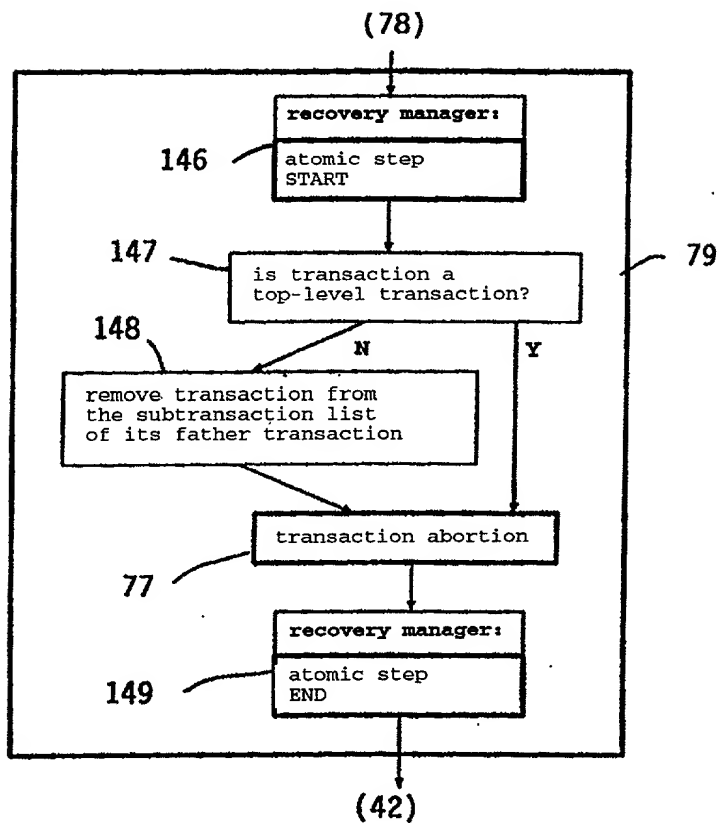 (78)
recovery manager:
146
atomic step
START
147
is transaction a
top-level transaction?
79
148
N
Y
remove transaction from
the subtransaction list
of its father transaction
transaction abortion
77
recovery manager:
149
atomic step
END
(42)